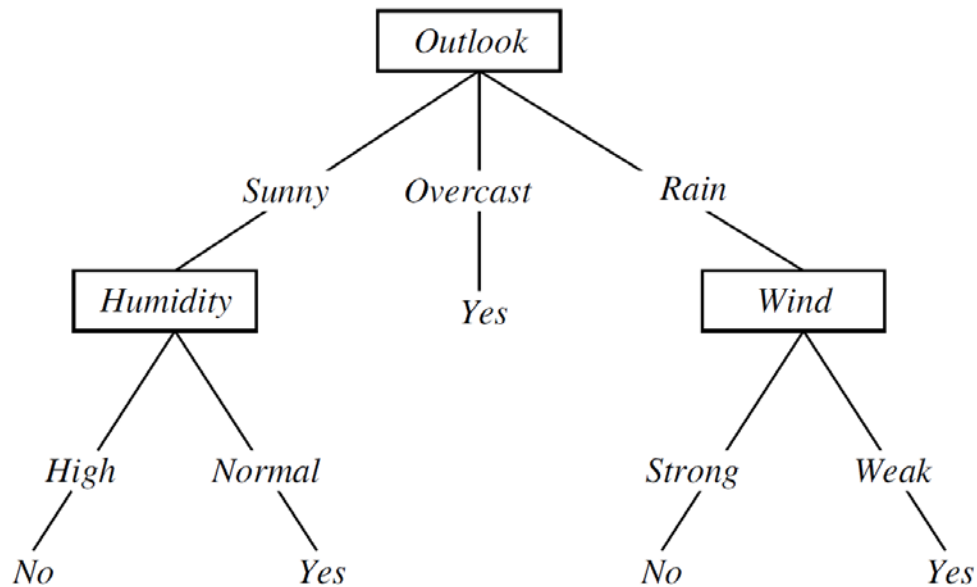 Outlook
Sunny Overcast Rain
Humidity Yes Wind
High Normal Strong Weak
No Yes No Yes